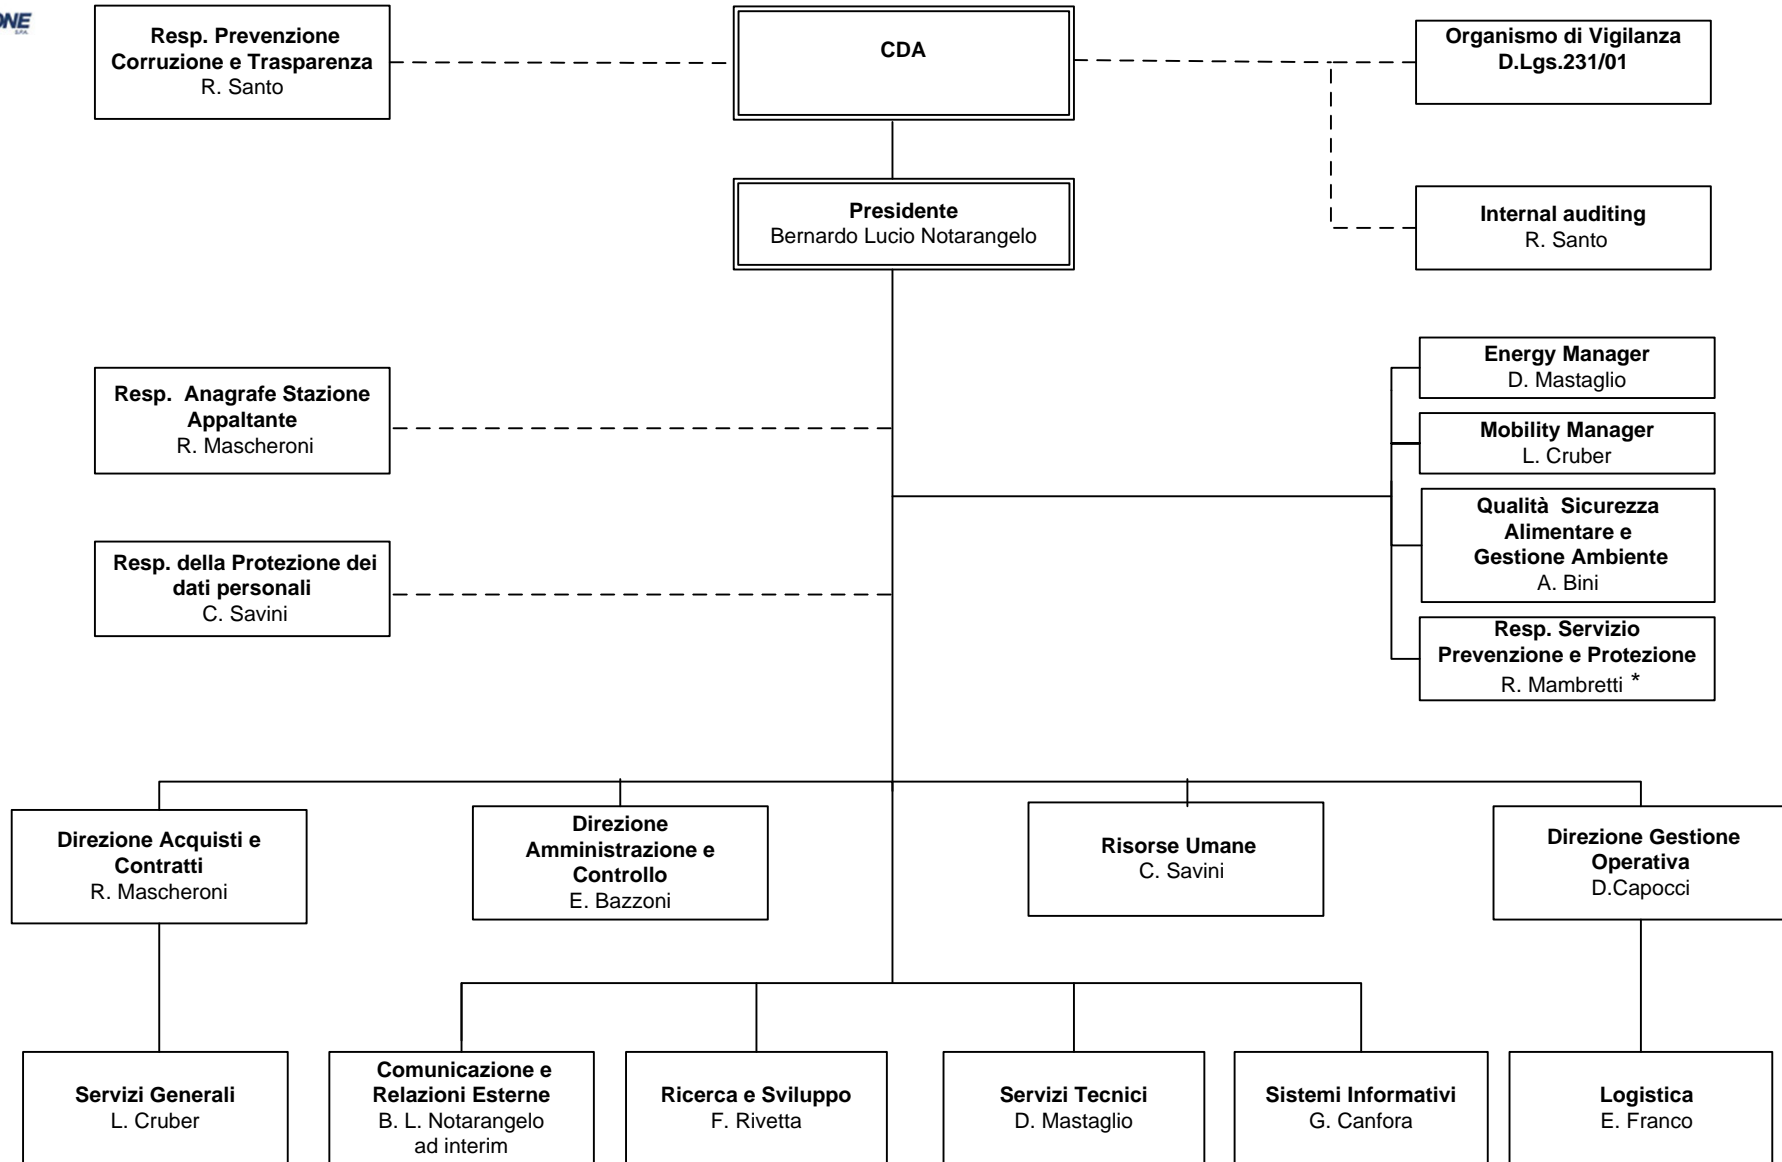 Resp. Prevenzione
Corruzione e Trasparenza
R. Santo
CDA
Organismo di Vigilanza
D.Lgs.231/01
Presidente
Bernardo Lucio Notarangelo
Internal auditing
R. Santo
Resp. Anagrafe Stazione
Appaltante
R. Mascheroni
Energy Manager
D. Mastaglio
Mobility Manager
L. Cruber
Qualità Sicurezza
Alimentare e
Gestione Ambiente
A. Bini
Resp. della Protezione dei
dati personali
C. Savini
Resp. Servizio
Prevenzione e Protezione
R. Mambretti *
Direzione Acquisti e
Contratti
R. Mascheroni
Direzione
Amministrazione e
Controllo
E. Bazzoni
Risorse Umane
C. Savini
Direzione Gestione
Operativa
D.Capocci
Servizi Generali
L. Cruber
Comunicazione e
Relazioni Esterne
B. L. Notarangelo
ad interim
Ricerca e Sviluppo
F. Rivetta
Servizi Tecnici
D. Mastaglio
Sistemi Informativi
G. Canfora
Logistica
E. Franco